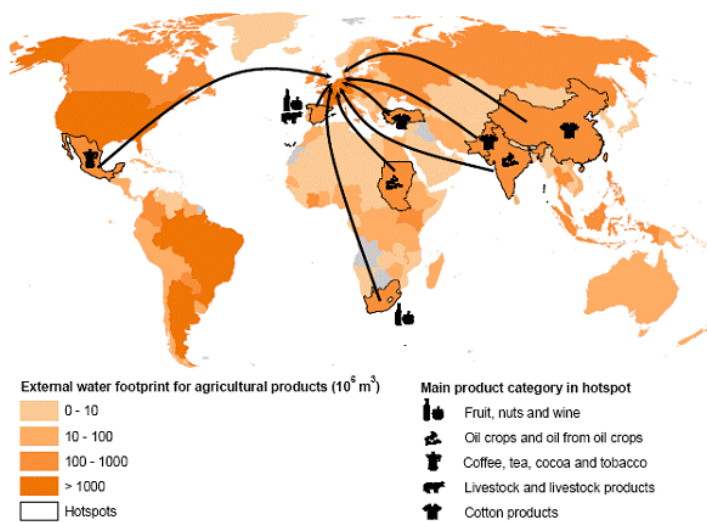 External water footprint for agricultural products (10⁶ m³)
0 - 10
10 - 100
100 - 1000
> 1000
Hotspots
Main product category in hotspot
Fruit, nuts and wine
Oil crops and oil from oil crops
Coffee, tea, cocoa and tobacco
Livestock and livestock products
Cotton products